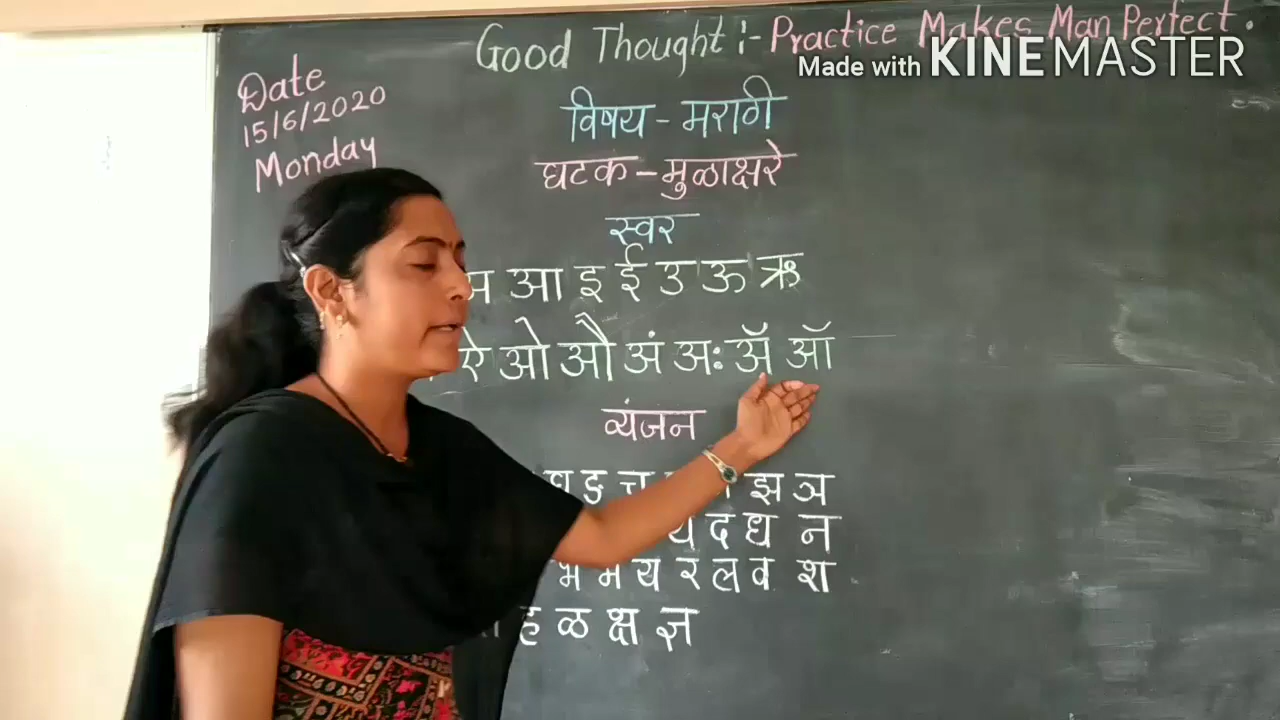 Good Thought :- Practice Makes Man Perfect.
Made with KINEMASTER
Date
15/6/2020
Monday
विषय - मराठी
घटक - मुळाक्षरे
स्वर
आ इ ई उ ऊ ऋ
ऐ ओ औ अं अः ॲ ऑ
व्यंजन
घ ङ च झ ञ
थ द ध न
भ म य र ल व श
ह ळ क्ष ज्ञ